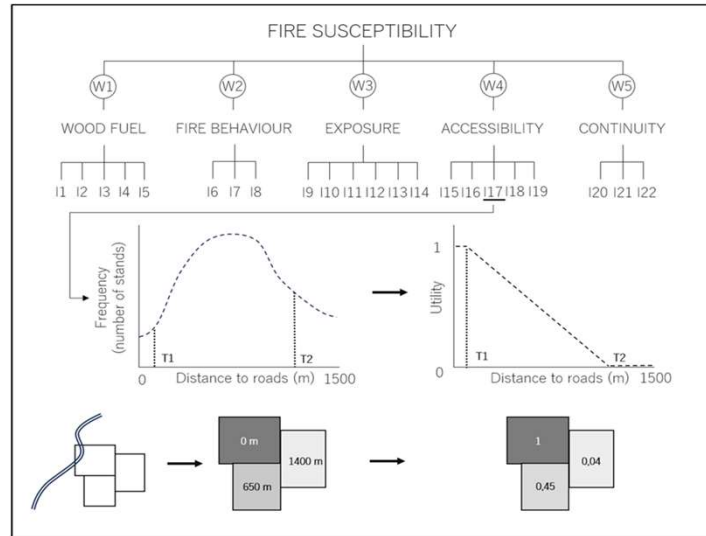 FIRE SUSCEPTIBILITY
W1 W2 W3 W4 W5
WOOD FUEL FIRE BEHAVIOUR EXPOSURE ACCESSIBILITY CONTINUITY
I1 I2 I3 I4 I5 I6 I7 I8 I9 I10 I11 I12 I13 I14 I15 I16 I17 I18 I19 I20 I21 I22
Frequency
(number of stands)
T1 T2
0 Distance to roads (m) 1500
1
Utility
T1 T2
0 Distance to roads (m) 1500
0 m
1400 m
650 m
1
0,04
0,45